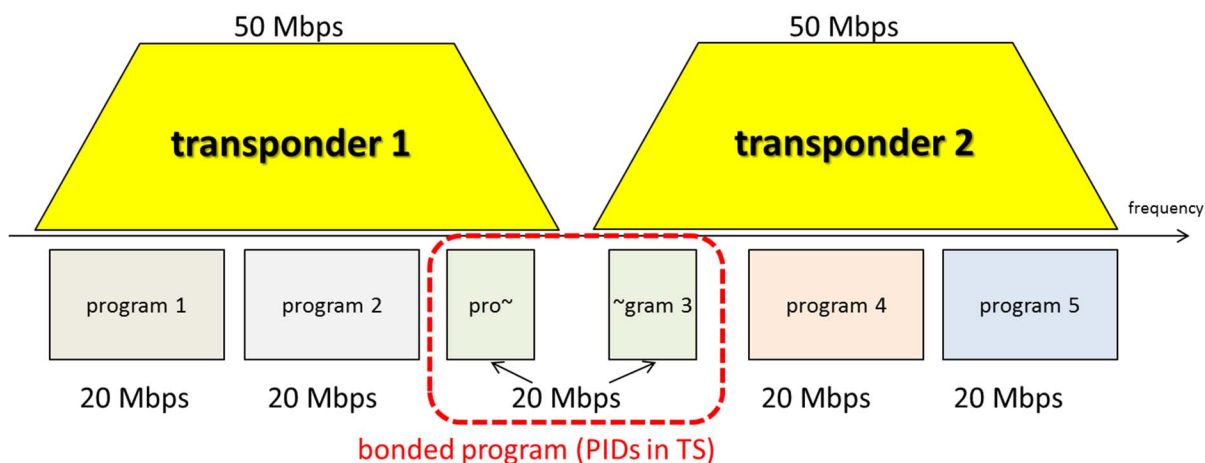 50 Mbps
50 Mbps
transponder 1
transponder 2
frequency
program 1
program 2
pro~
~gram 3
program 4
program 5
20 Mbps
20 Mbps
20 Mbps
20 Mbps
20 Mbps
bonded program (PIDs in TS)